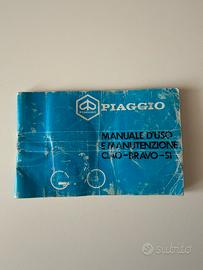 PIAGGIO
MANUALE D'USO
E MANUTENZIONE
CIAO-BRAVO-SI
subito